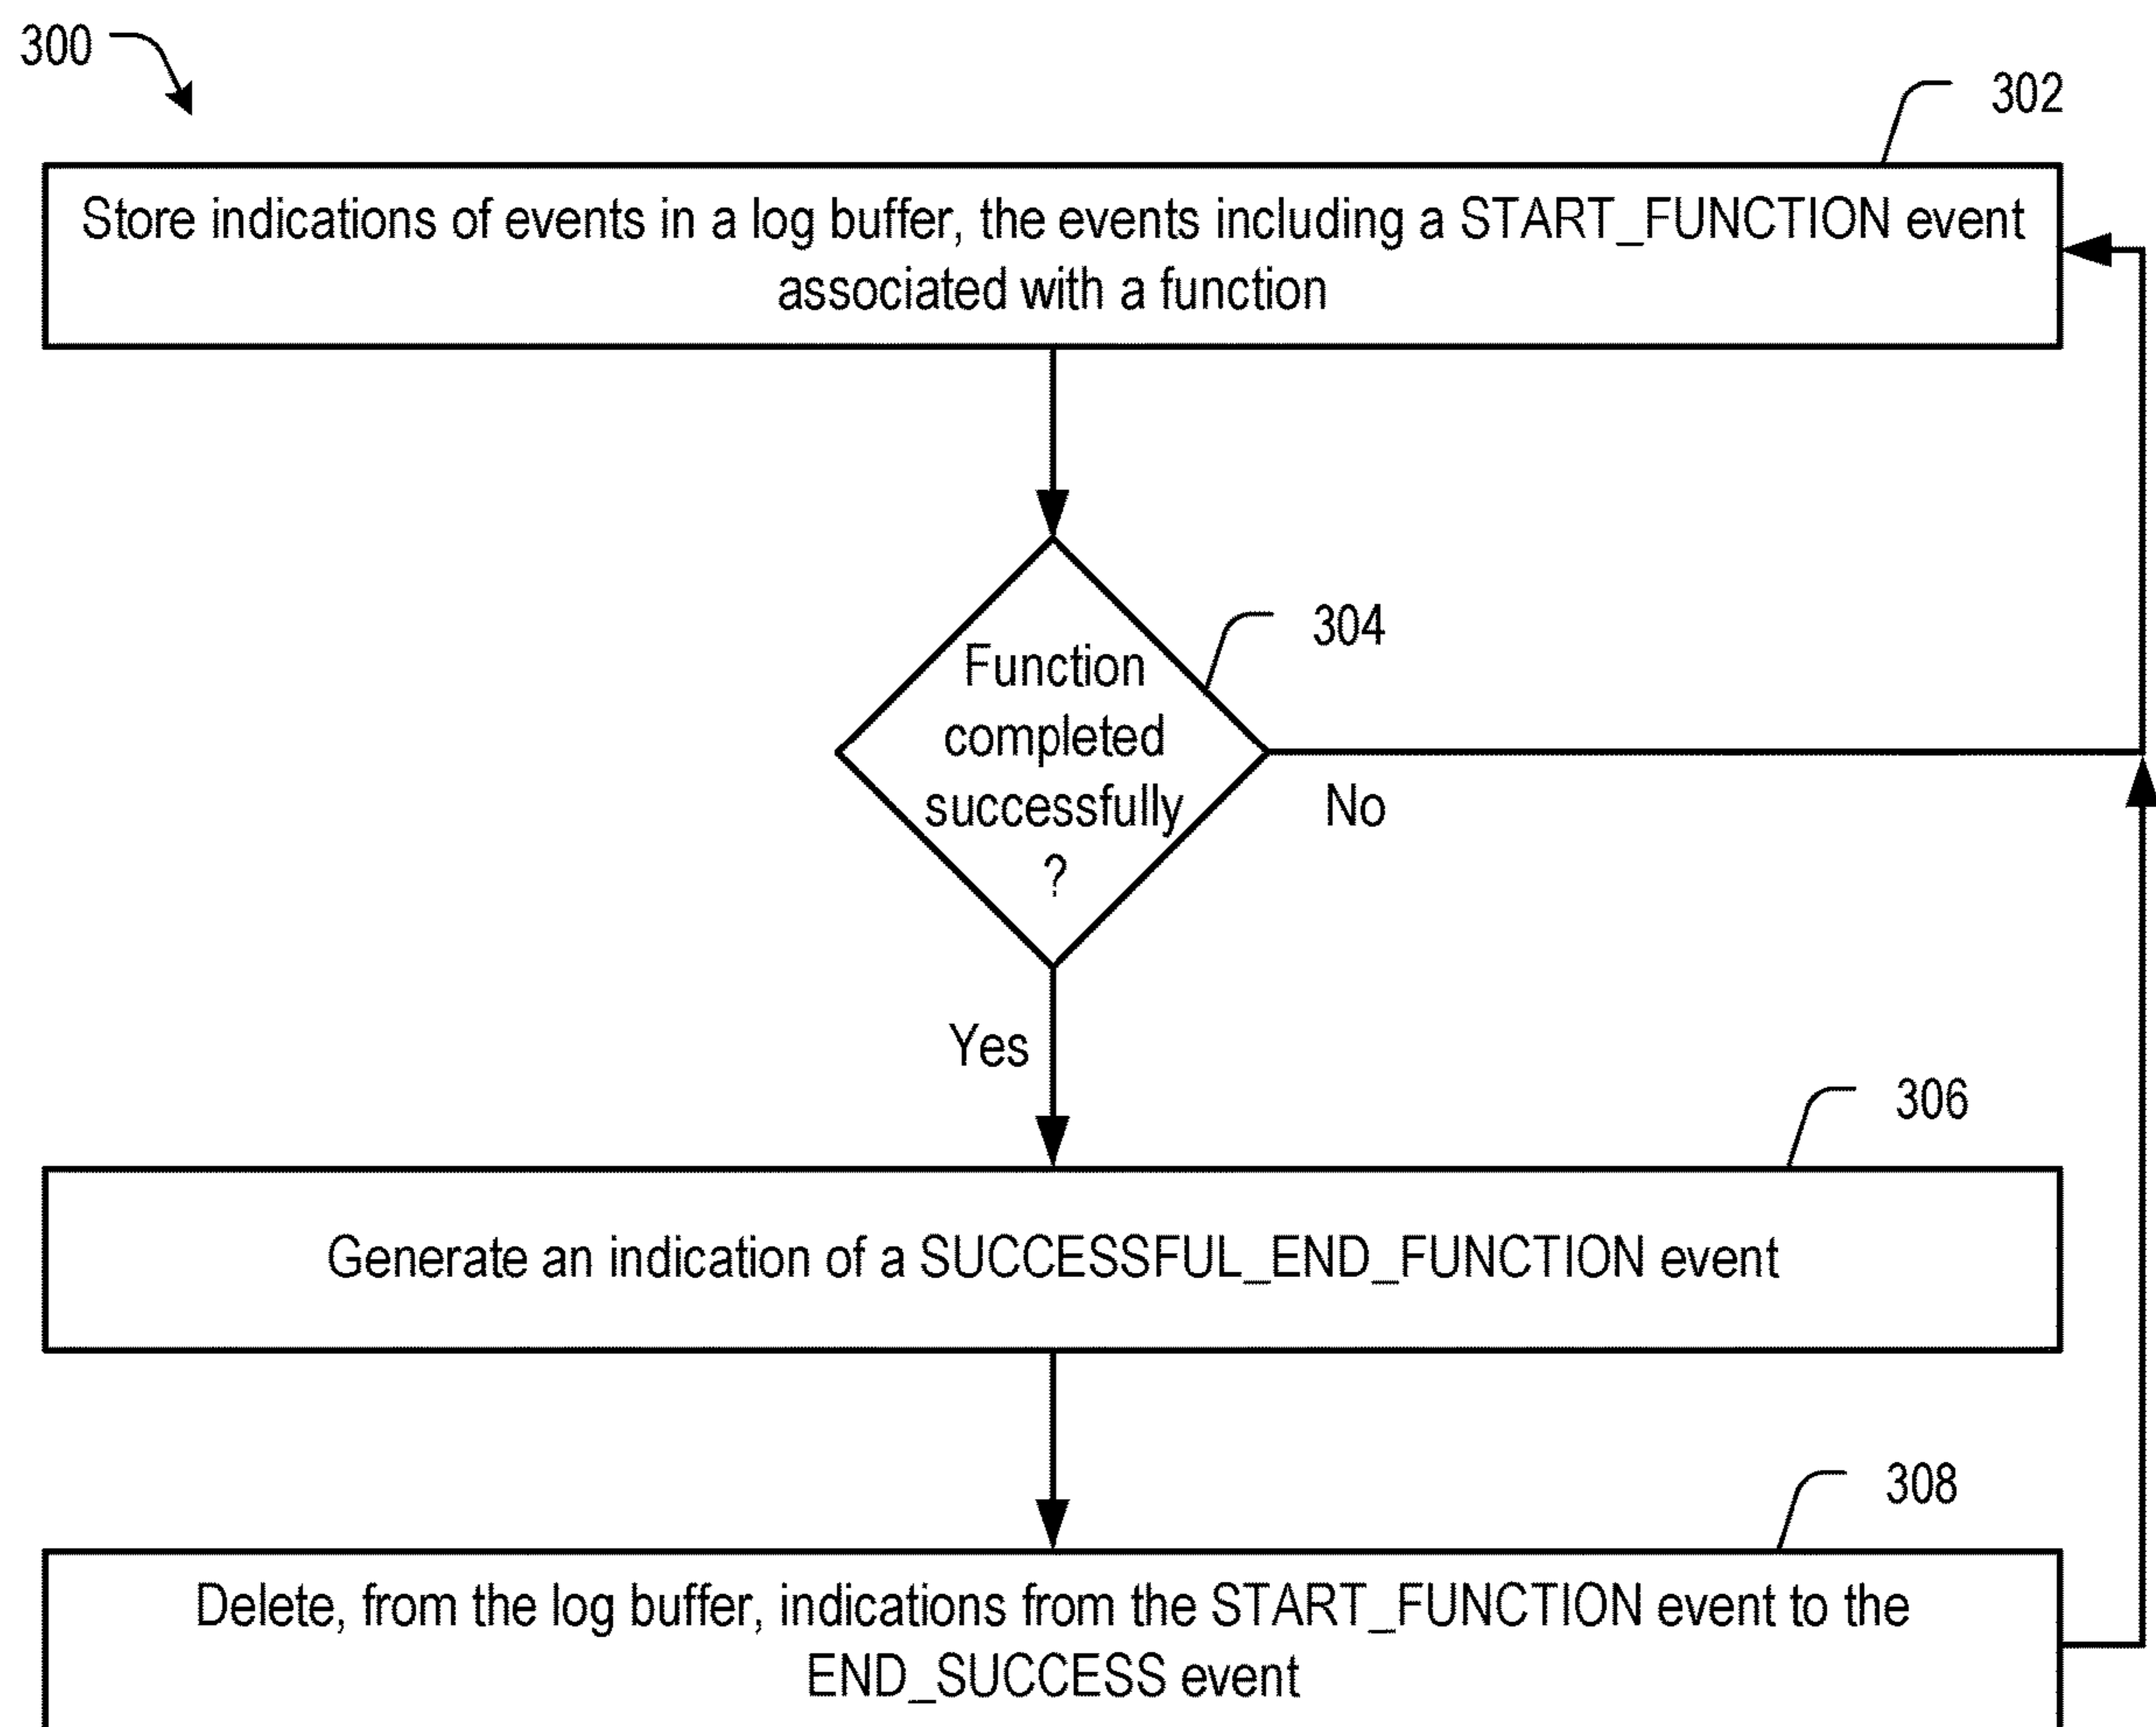 300
302
Store indications of events in a log buffer, the events including a START_FUNCTION event
associated with a function
304
Function
completed
successfully
?
No
Yes
306
Generate an indication of a SUCCESSFUL_END_FUNCTION event
308
Delete, from the log buffer, indications from the START_FUNCTION event to the
END_SUCCESS event